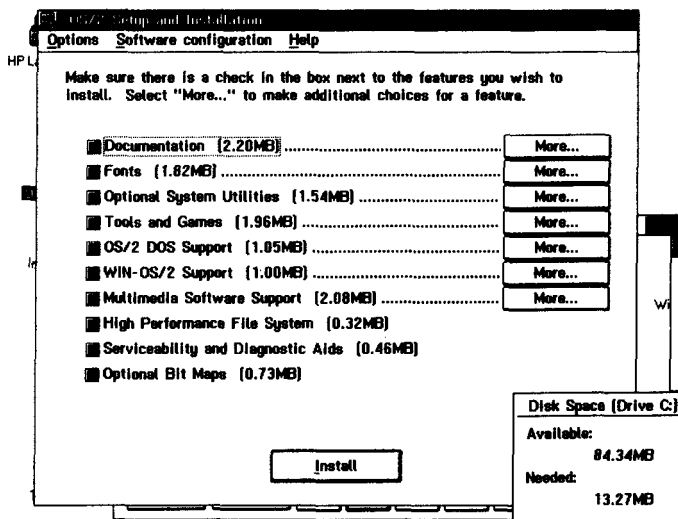 OS/2 Setup and Installation
Options Software configuration Help
HP L
Make sure there is a check in the box next to the features you wish to
install. Select "More..." to make additional choices for a feature.
Documentation (2.20MB) More...
Fonts (1.82MB) More...
Optional System Utilities (1.54MB) More...
Tools and Games (1.96MB) More...
OS/2 DOS Support (1.05MB) More...
WIN-OS/2 Support (1.00MB) More...
Multimedia Software Support (2.08MB) More...
Wi
High Performance File System (0.32MB)
Serviceability and Diagnostic Aids (0.46MB)
Optional Bit Maps (0.73MB)
Disk Space (Drive C:)
Available:
84.34MB
Needed:
13.27MB
Install